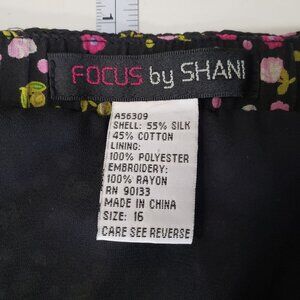 FOCUS by SHANI
A56309
SHELL: 55% SILK
45% COTTON
LINING:
100% POLYESTER
EMBROIDERY:
100% RAYON
RN 90133
MADE IN CHINA
SIZE: 16
CARE SEE REVERSE